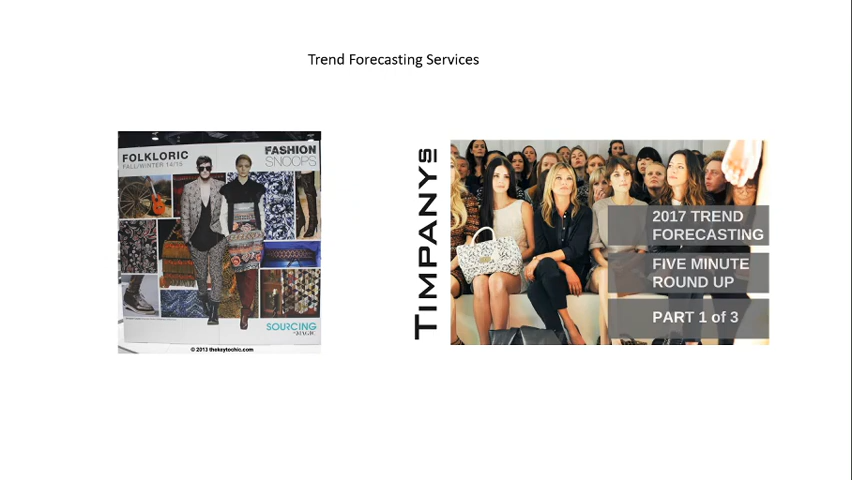 Trend Forecasting Services
FOLKLORIC
FALL/WINTER 14/15
FASHION
SNOOPS
SOURCING
© 2013 thekeytochic.com
TIMPANYS
2017 TREND
FORECASTING
FIVE MINUTE
ROUND UP
PART 1 of 3